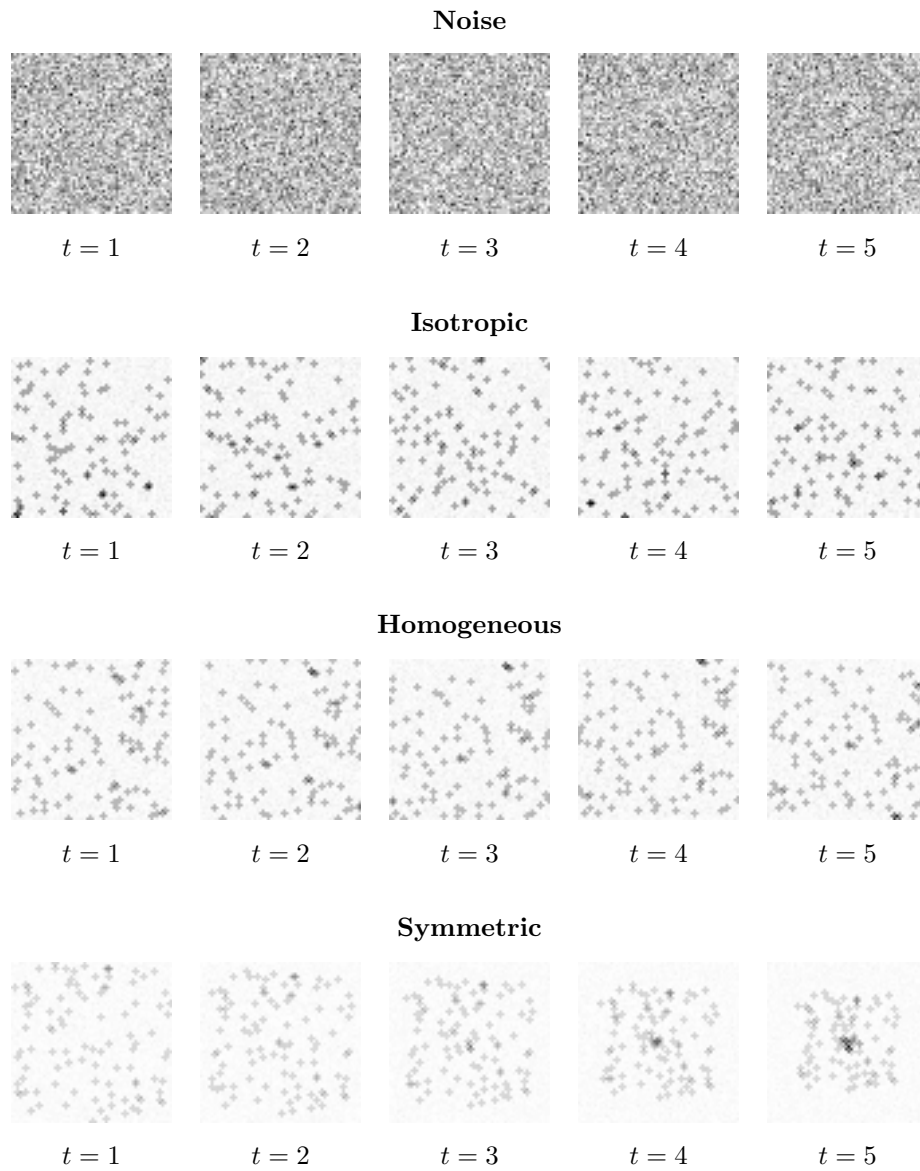 Noise
t = 1 t = 2 t = 3 t = 4 t = 5
Isotropic
t = 1 t = 2 t = 3 t = 4 t = 5
Homogeneous
t = 1 t = 2 t = 3 t = 4 t = 5
Symmetric
t = 1 t = 2 t = 3 t = 4 t = 5